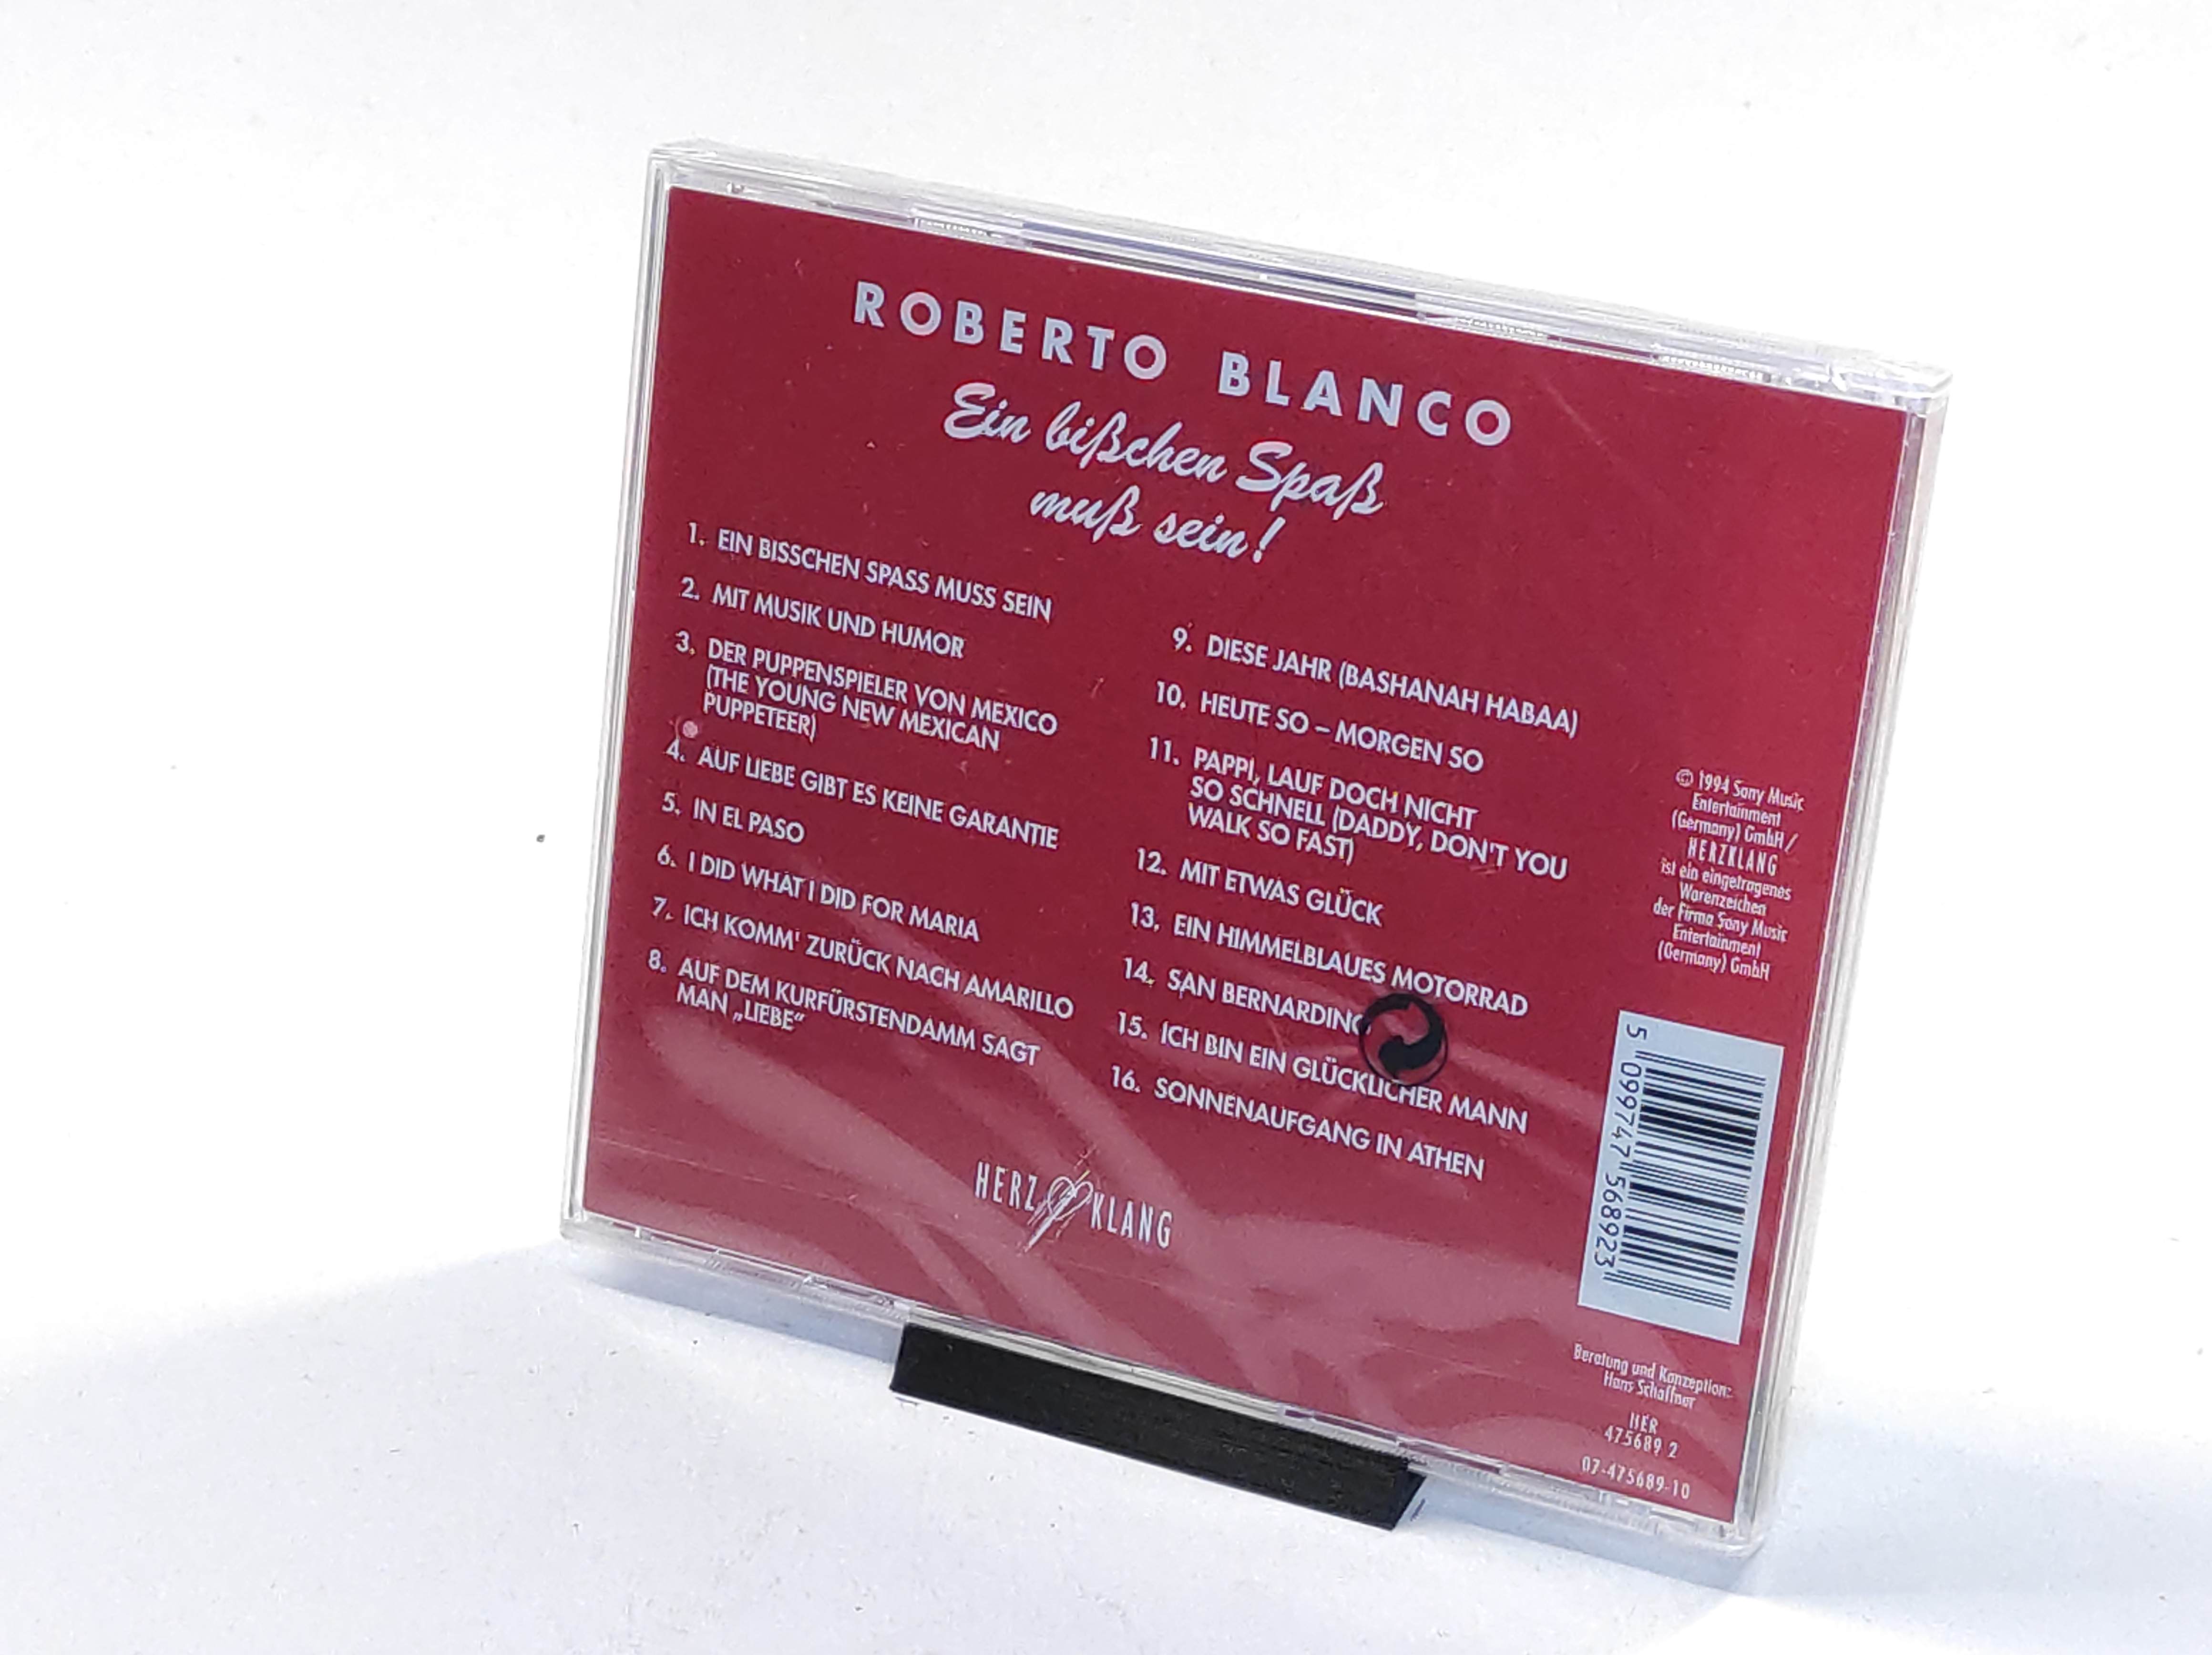 ROBERTO BLANCO
Ein bißchen Spaß
muß sein!
1. EIN BISSCHEN SPASS MUSS SEIN
2. MIT MUSIK UND HUMOR
3. DER PUPPENSPIELER VON MEXICO
(THE YOUNG NEW MEXICAN
PUPPETEER)
4. AUF LIEBE GIBT ES KEINE GARANTIE
5. IN EL PASO
6. I DID WHAT I DID FOR MARIA
7. ICH KOMM' ZURÜCK NACH AMARILLO
8. AUF DEM KURFÜRSTENDAMM SAGT
MAN „LIEBE“
9. DIESE JAHR (BASHANAH HABAA)
10. HEUTE SO – MORGEN SO
11. PAPPI, LAUF DOCH NICHT
SO SCHNELL (DADDY, DON'T YOU
WALK SO FAST)
12. MIT ETWAS GLÜCK
13. EIN HIMMELBLAUES MOTORRAD
14. SAN BERNARDINO
15. ICH BIN EIN GLÜCKLICHER MANN
16. SONNENAUFGANG IN ATHEN
HERZ KLANG
© 1994 Sony Music
Entertainment
(Germany) GmbH /
HERZKLANG
ist ein eingetragenes
Warenzeichen
der Firma Sony Music
Entertainment
(Germany) GmbH
5 099747 568923
Beratung und Konzeption:
Hans Schaffner
HER
475689 2
07-475689-10